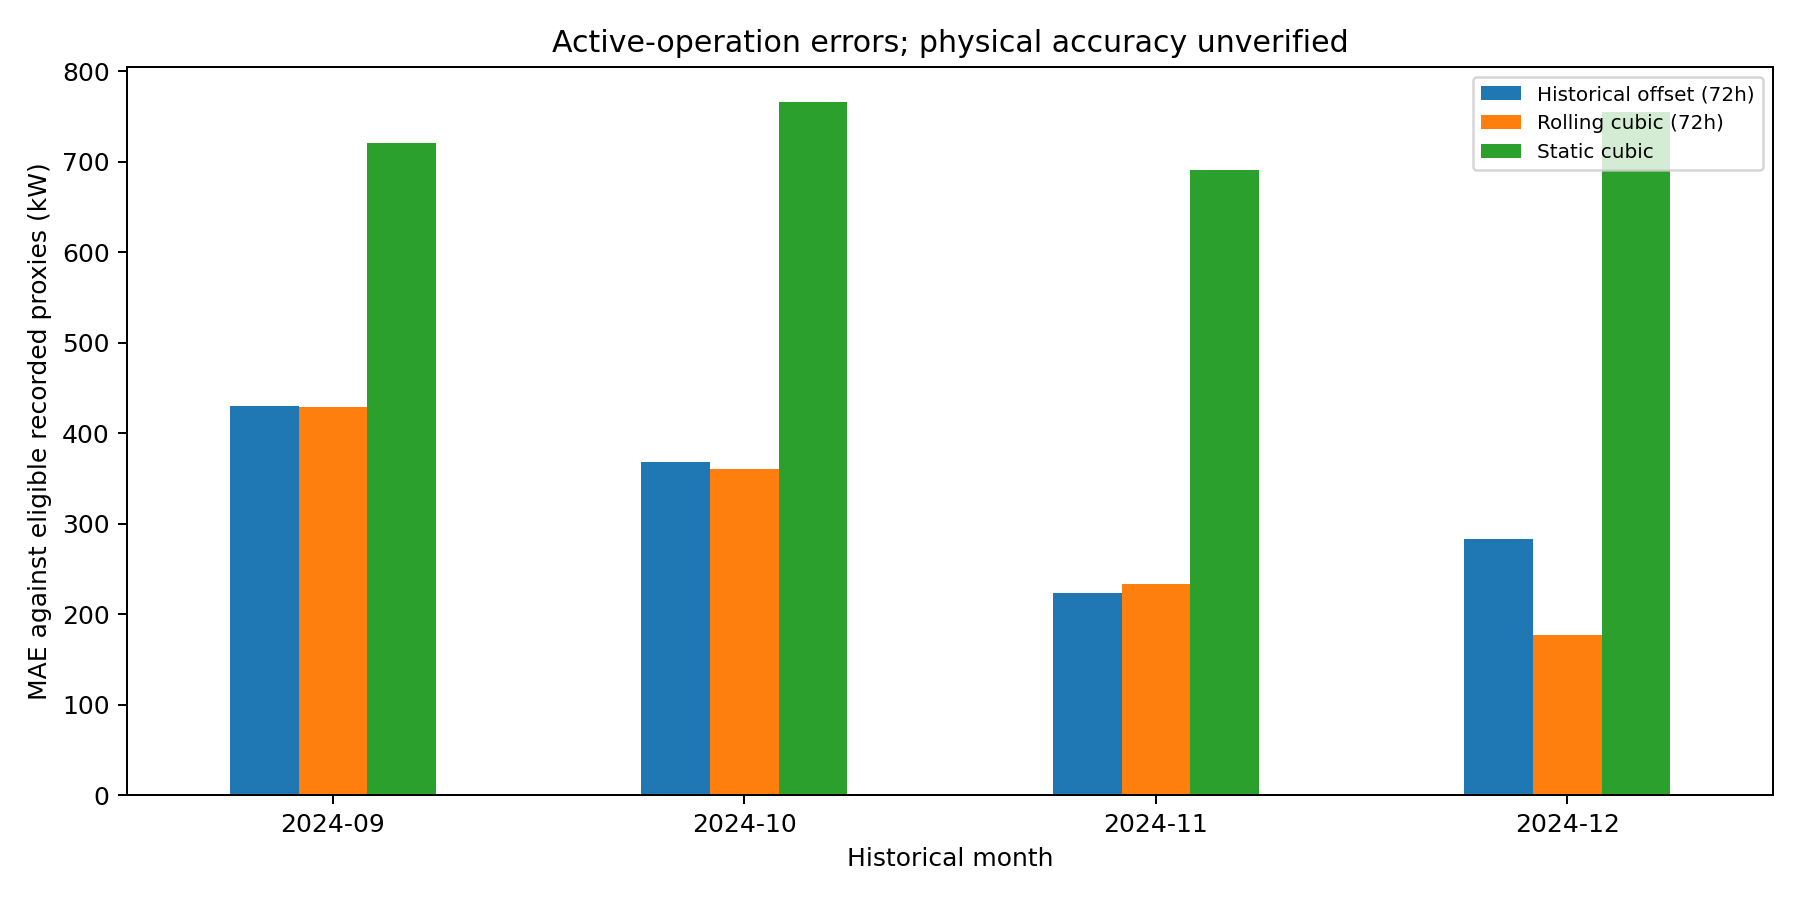 Active-operation errors; physical accuracy unverified
MAE against eligible recorded proxies (kW)
800
700
600
500
400
300
200
100
0
Historical offset (72h)
Rolling cubic (72h)
Static cubic
2024-09
2024-10
2024-11
2024-12
Historical month